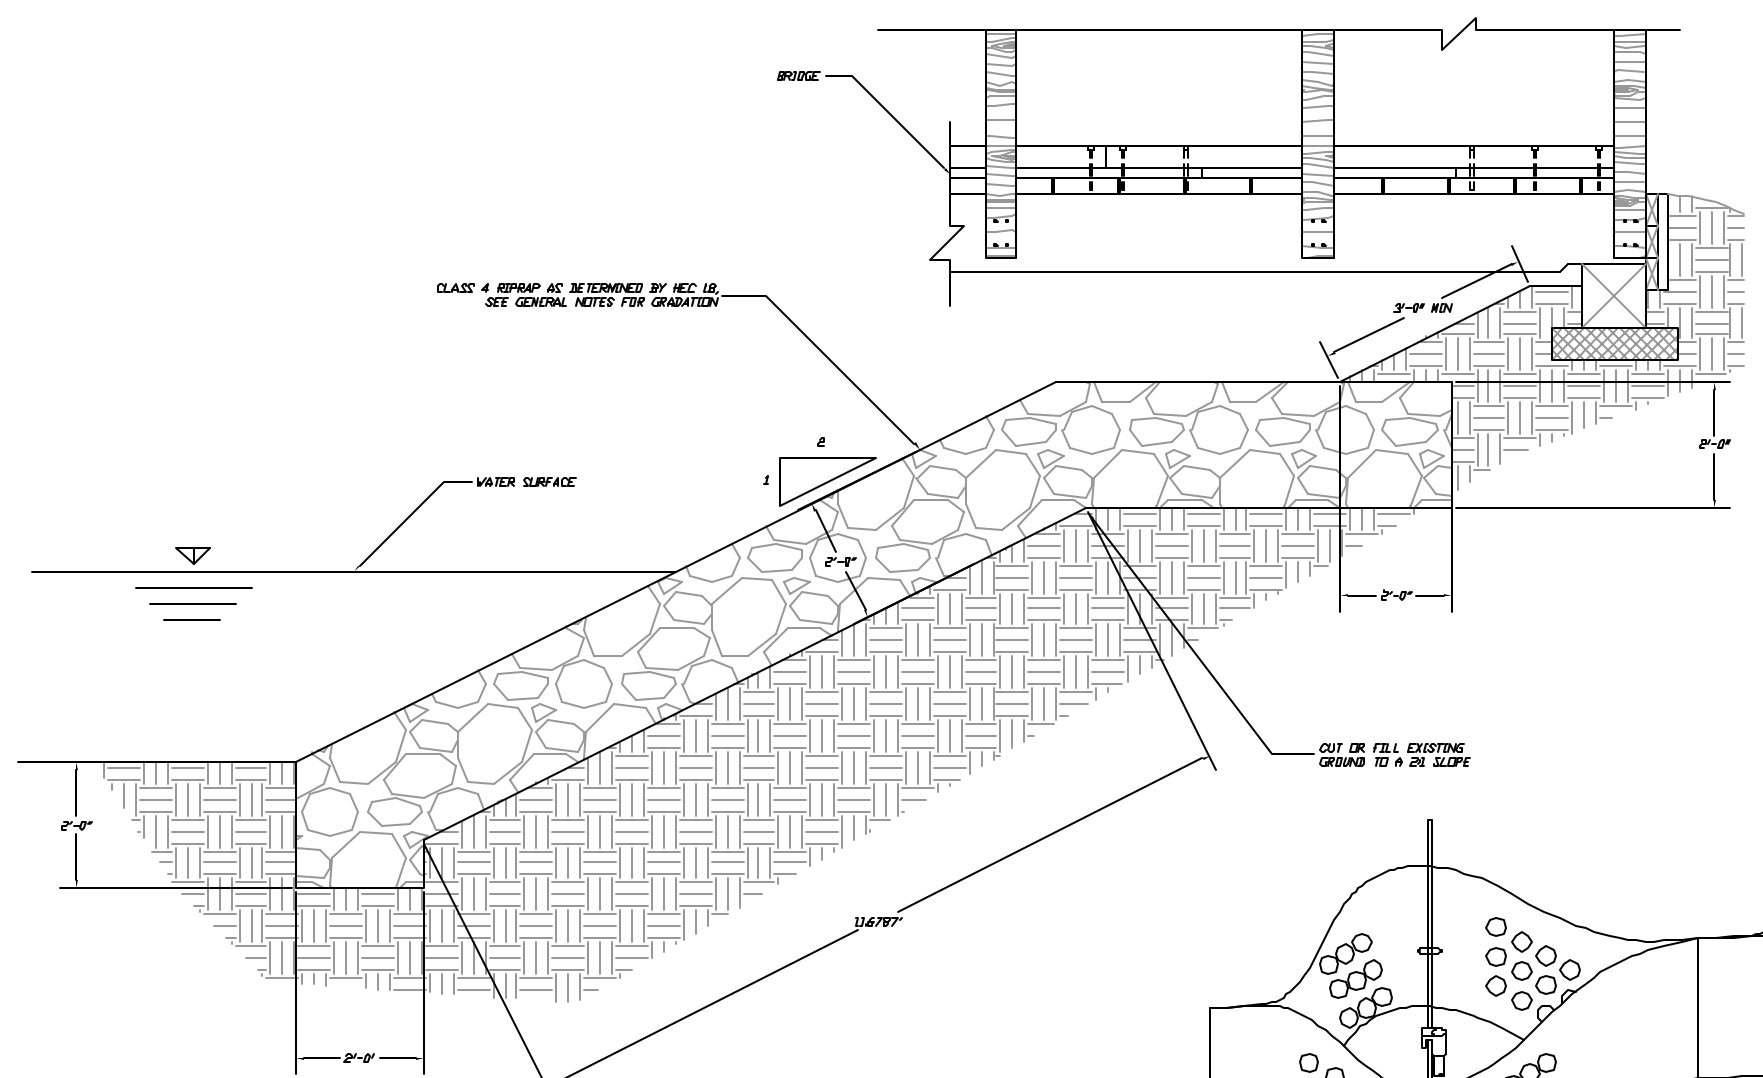 BRIDGE
CLASS 4 RIPRAP AS DETERMINED BY HEC 18,
SEE GENERAL NOTES FOR GRADATION
3'-0" MIN
2
1
2'-0"
WATER SURFACE
2'-0"
2'-0"
CUT OR FILL EXISTING
GROUND TO A 2:1 SLOPE
2'-0"
11.6787'
2'-0'